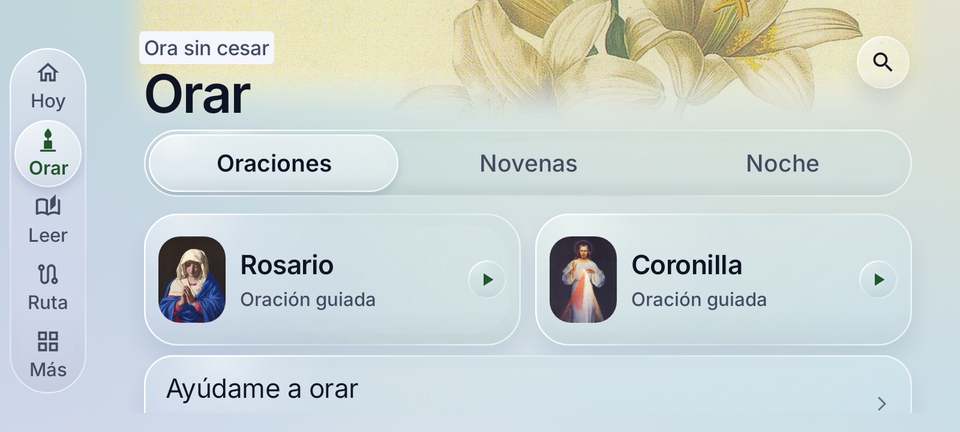 Ora sin cesar
Orar
Hoy
Orar
Leer
Ruta
Más
Oraciones
Novenas
Noche
Rosario
Oración guiada
Coronilla
Oración guiada
Ayúdame a orar